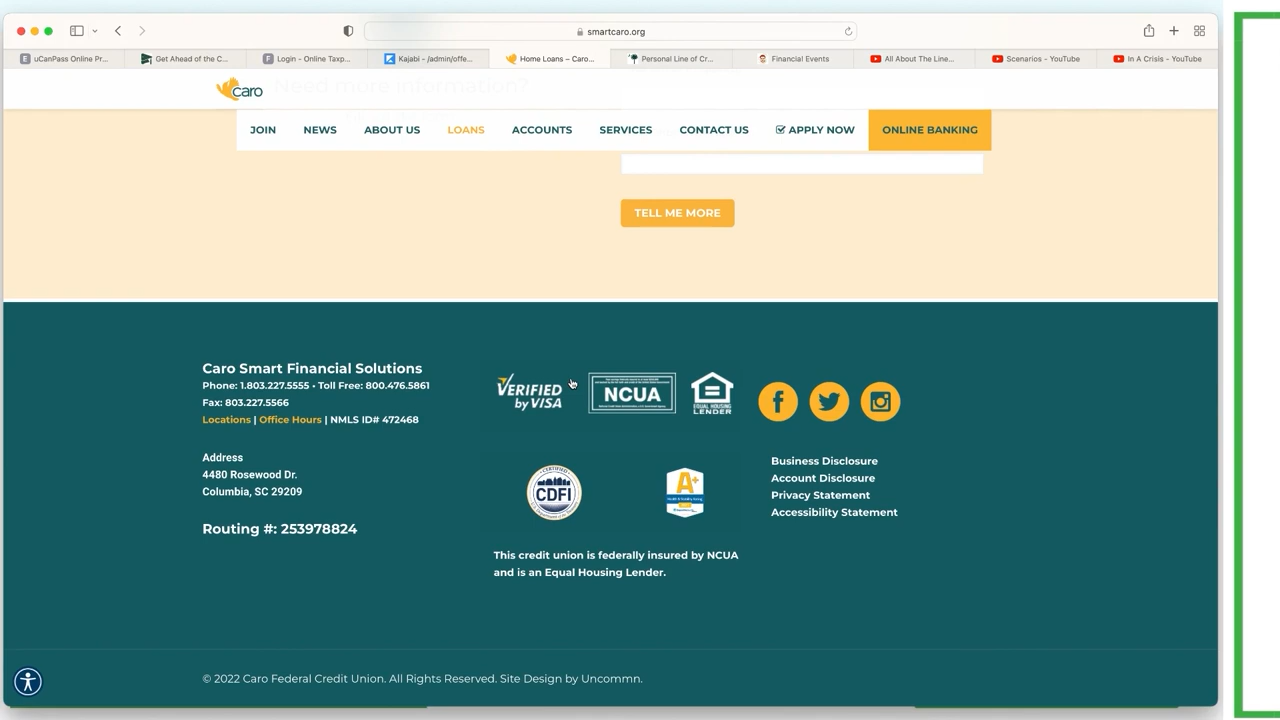 smartcaro.org
uCanPass Online Pr...
Get Ahead of the C...
Login - Online Taxp...
Kajabi - /admin/offe...
Home Loans – Caro...
Personal Line of Cr...
Financial Events
All About The Line...
Scenarios - YouTube
In A Crisis - YouTube
caro
Need more information?
JOIN
NEWS
ABOUT US
LOANS
ACCOUNTS
SERVICES
CONTACT US
APPLY NOW
ONLINE BANKING
TELL ME MORE
Caro Smart Financial Solutions
Phone: 1.803.227.5555 • Toll Free: 800.476.5861
Fax: 803.227.5566
Locations | Office Hours | NMLS ID# 472468
Address
4480 Rosewood Dr.
Columbia, SC 29209
Routing #: 253978824
VERIFIED
by VISA
NCUA
EQUAL HOUSING
LENDER
CERTIFIED
CDFI
A+
This credit union is federally insured by NCUA
and is an Equal Housing Lender.
Business Disclosure
Account Disclosure
Privacy Statement
Accessibility Statement
© 2022 Caro Federal Credit Union. All Rights Reserved. Site Design by Uncommn.